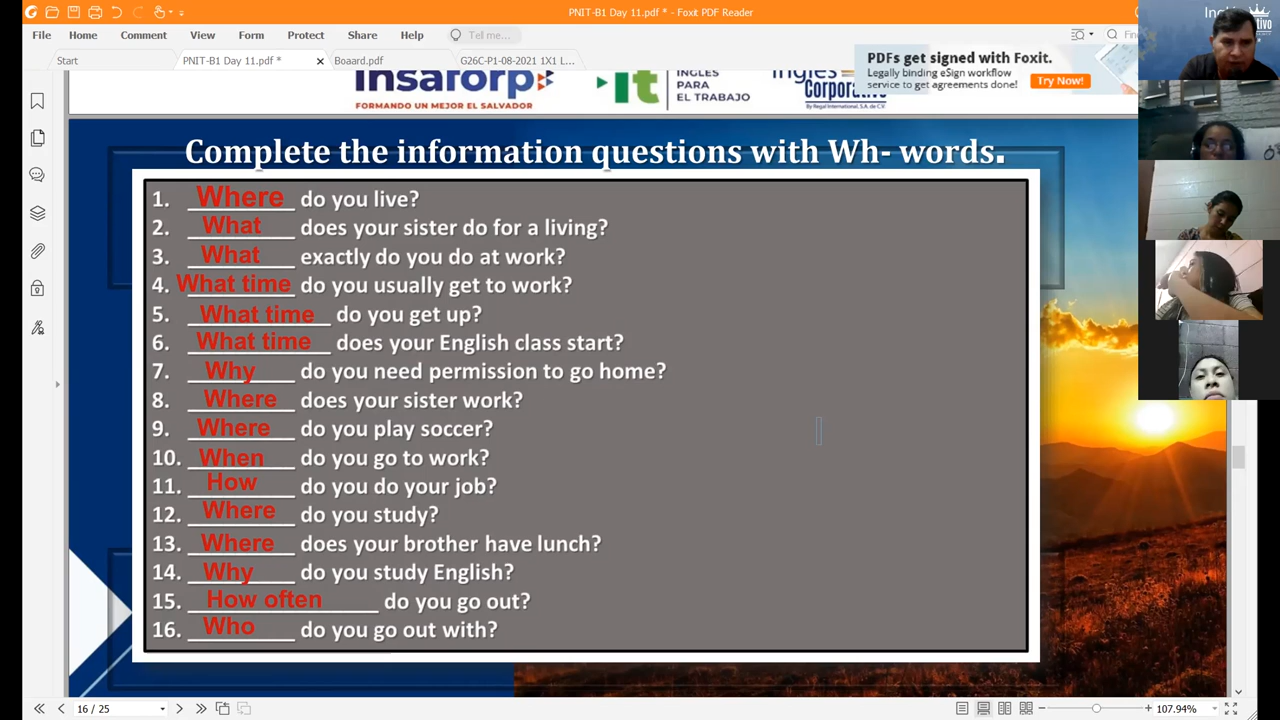 PNIT-B1 Day 11.pdf * - Foxit PDF Reader
File Home Comment View Form Protect Share Help Tell me...
Start PNIT-B1 Day 11.pdf * Boaard.pdf G26C-P1-08-2021 1X1 L...
PDFs get signed with Foxit.
Legally binding eSign workflow
service to get agreements done!
Try Now!
insaforp
FORMANDO UN MEJOR EL SALVADOR
INGLÉS
PARA
EL TRABAJO
Corporativo
By Regal International, S.A. de C.V.
Complete the information questions with Wh- words.
1. Where do you live?
2. What does your sister do for a living?
3. What exactly do you do at work?
4. What time do you usually get to work?
5. What time do you get up?
6. What time does your English class start?
7. Why do you need permission to go home?
8. Where does your sister work?
9. Where do you play soccer?
10. When do you go to work?
11. How do you do your job?
12. Where do you study?
13. Where does your brother have lunch?
14. Why do you study English?
15. How often do you go out?
16. Who do you go out with?
16 / 25
107.94%